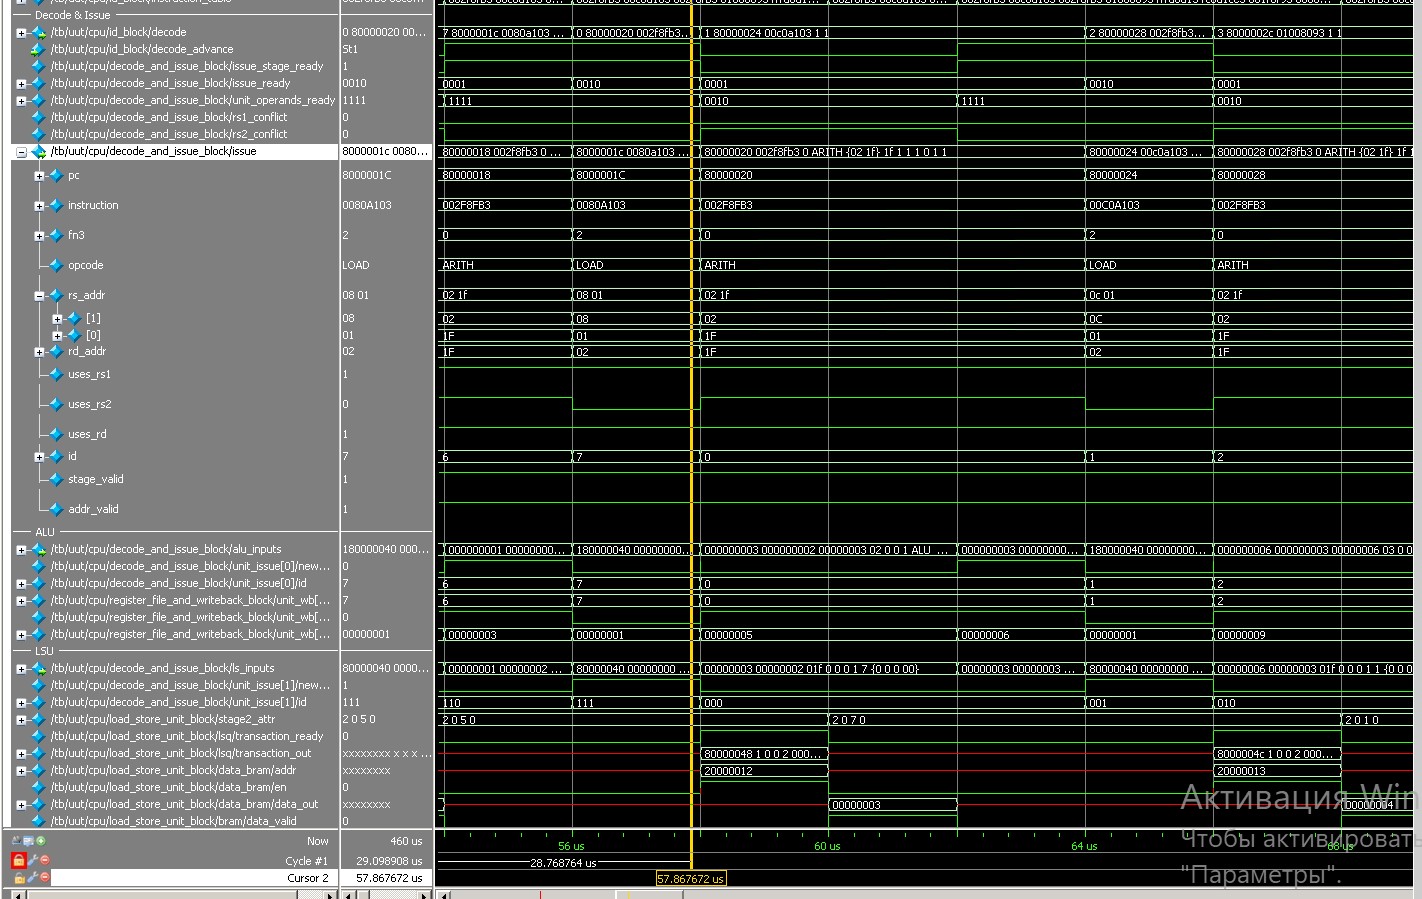 Decode & Issue
/tb/uut/cpu/id_block/decode 0 80000020 00... 7 8000001c 0080a103 ... 0 80000020 002f8fb3... 1 80000024 00c0a103 1 1 2 80000028 002f8fb3... 3 8000002c 01008093 1 1
/tb/uut/cpu/id_block/decode_advance St1
/tb/uut/cpu/decode_and_issue_block/issue_stage_ready 1
/tb/uut/cpu/decode_and_issue_block/issue_ready 0010 0001 0010 0001 0010 0001
/tb/uut/cpu/decode_and_issue_block/unit_operands_ready 1111 1111 0010 1111 0010
/tb/uut/cpu/decode_and_issue_block/rs1_conflict 0
/tb/uut/cpu/decode_and_issue_block/rs2_conflict 0
/tb/uut/cpu/decode_and_issue_block/issue 8000001c 0080... 80000018 002f8fb3 0 ... 8000001c 0080a103 ... 80000020 002f8fb3 0 ARITH {02 1f} 1f 1 1 1 0 1 1 80000024 00c0a103 ... 80000028 002f8fb3 0 ARITH {02 1f} 1f 1
pc 8000001C 80000018 8000001C 80000020 80000024 80000028
instruction 0080A103 002F8FB3 0080A103 002F8FB3 00C0A103 002F8FB3
fn3 2 0 2 0 2 0
opcode LOAD ARITH LOAD ARITH LOAD ARITH
rs_addr 08 01 02 1f 08 01 02 1f 0c 01 02 1f
[1] 08 02 08 02 0C 02
[0] 01 1F 01 1F 01 1F
rd_addr 02 1F 02 1F 02 1F
uses_rs1 1
uses_rs2 0
uses_rd 1
id 7 6 7 0 1 2
stage_valid 1
addr_valid 1
ALU
/tb/uut/cpu/decode_and_issue_block/alu_inputs 180000040 000... 000000001 00000000... 180000040 00000000... 000000003 000000002 00000003 02 0 0 1 ALU ... 000000003 00000000... 180000040 00000000... 000000006 000000003 00000006 03 0 0
/tb/uut/cpu/decode_and_issue_block/unit_issue[0]/new... 0
/tb/uut/cpu/decode_and_issue_block/unit_issue[0]/id 7 6 7 0 1 2
/tb/uut/cpu/register_file_and_writeback_block/unit_wb[... 7 6 7 0 1 2
/tb/uut/cpu/register_file_and_writeback_block/unit_wb[... 0
/tb/uut/cpu/register_file_and_writeback_block/unit_wb[... 00000001 00000003 00000001 00000005 00000006 00000001 00000009
LSU
/tb/uut/cpu/decode_and_issue_block/ls_inputs 80000040 0000... 00000001 00000002 ... 80000040 00000000 ... 00000003 00000002 01f 0 0 0 1 7 {0 0 0 00} 00000003 00000003 ... 80000040 00000000 ... 00000006 00000003 01f 0 0 0 1 1 {0 0 0
/tb/uut/cpu/decode_and_issue_block/unit_issue[1]/new... 1
/tb/uut/cpu/decode_and_issue_block/unit_issue[1]/id 111 110 111 000 001 010
/tb/uut/cpu/load_store_unit_block/stage2_attr 2 0 5 0 2 0 5 0 2 0 7 0 2 0 1 0
/tb/uut/cpu/load_store_unit_block/lsq/transaction_ready 0
/tb/uut/cpu/load_store_unit_block/lsq/transaction_out xxxxxxxx x x x ... 80000048 1 0 0 2 000... 8000004c 1 0 0 2 000...
/tb/uut/cpu/load_store_unit_block/data_bram/addr xxxxxxxx 20000012 20000013
/tb/uut/cpu/load_store_unit_block/data_bram/en 0
/tb/uut/cpu/load_store_unit_block/data_bram/data_out xxxxxxxx 00000003 00000004
/tb/uut/cpu/load_store_unit_block/bram/data_valid 0
Активация Win
Now 460 us 56 us 60 us 64 us 68 us
Чтобы активировать
Cycle #1 29.098908 us 28.768764 us
Cursor 2 57.867672 us 57.867672 us
"Параметры".